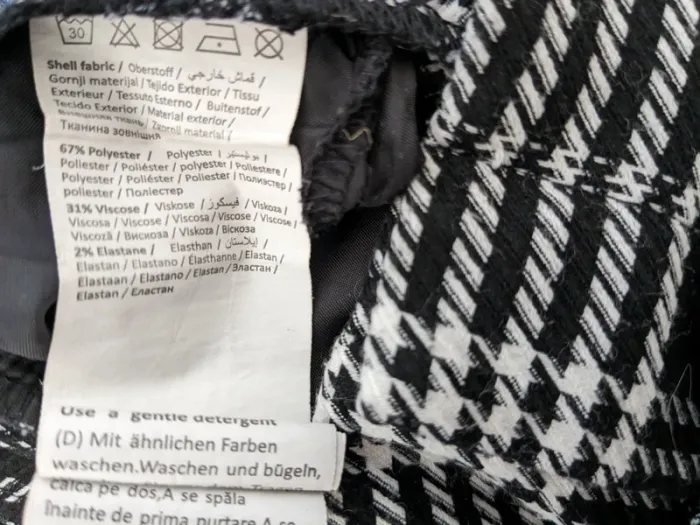 30
Shell fabric / Oberstoff / قماش خارجي /
Gornji materijal / Tejido Exterior / Tissu
Exterieur / Tessuto Esterno / Buitenstof /
Tecido Exterior / Material exterior /
Тканина зовнішня
67% Polyester / Polyester / بوليستر /
Poliester / Poliéster / polyester / Poliestere /
Polyester / Poliéster / Poliester / Полиэстер /
poliester / Поліестер
31% Viscose / Viskose / فيسكوز / Viskoza /
Viscosa / Viscose / Viscosa / Viscose / Viscose /
Viscoză / Вискоза / Viskoza / Віскоза
2% Elastane / Elasthan / إيلاستان /
Elastan / Elastano / Élasthanne / Elastan /
Elastaan / Elastano / Elastan / Эластан /
Elastan / Еластан
Use a gentle detergent
(D) Mit ähnlichen Farben
waschen.Waschen und bügeln,
calca pe dos,A se spăla
înainte de prima purtare A se